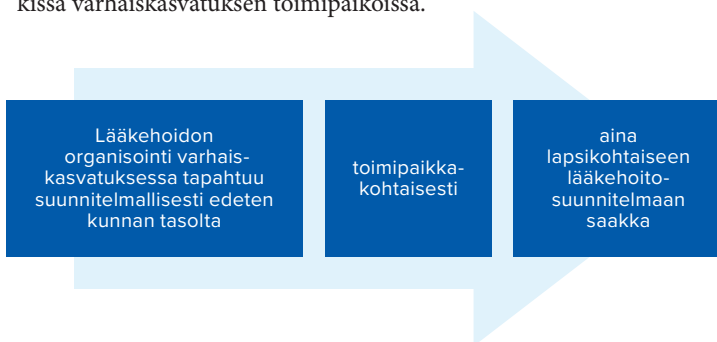 kissa varhaiskasvatuksen toimipaikoissa.
Lääkehoidon
organisointi varhais-
kasvatuksessa tapahtuu
suunnitelmallisesti edeten
kunnan tasolta
toimipaikka-
kohtaisesti
aina
lapsikohtaiseen
lääkehoito-
suunnitelmaan
saakka